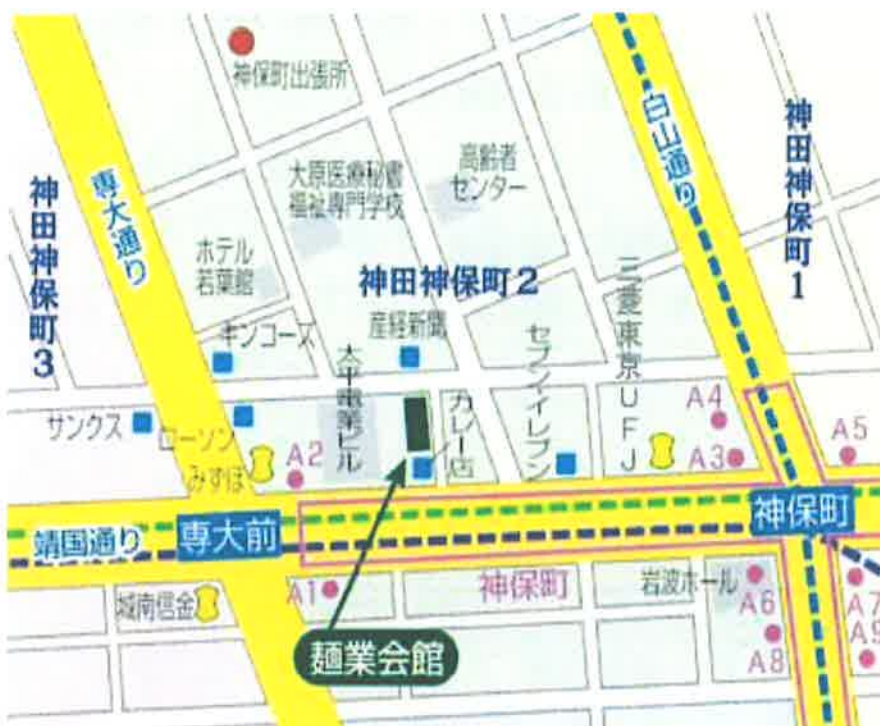 神保町出張所
白山通り
神田神保町1
高齢者
センター
大原医療秘書
福祉専門学校
専大通り
神田神保町3
ホテル
若葉館
神田神保町2
産経新聞
キンコーズ
三菱東京UFJ
セブンイレブン
太平電業ビル
カレー店
サンクス
ローソン
みずほ
A2
A4
A3
A5
神保町
専大前
靖国通り
城南信金
A1
神保町
岩波ホール
A6
A7
A8
A9
麺業会館